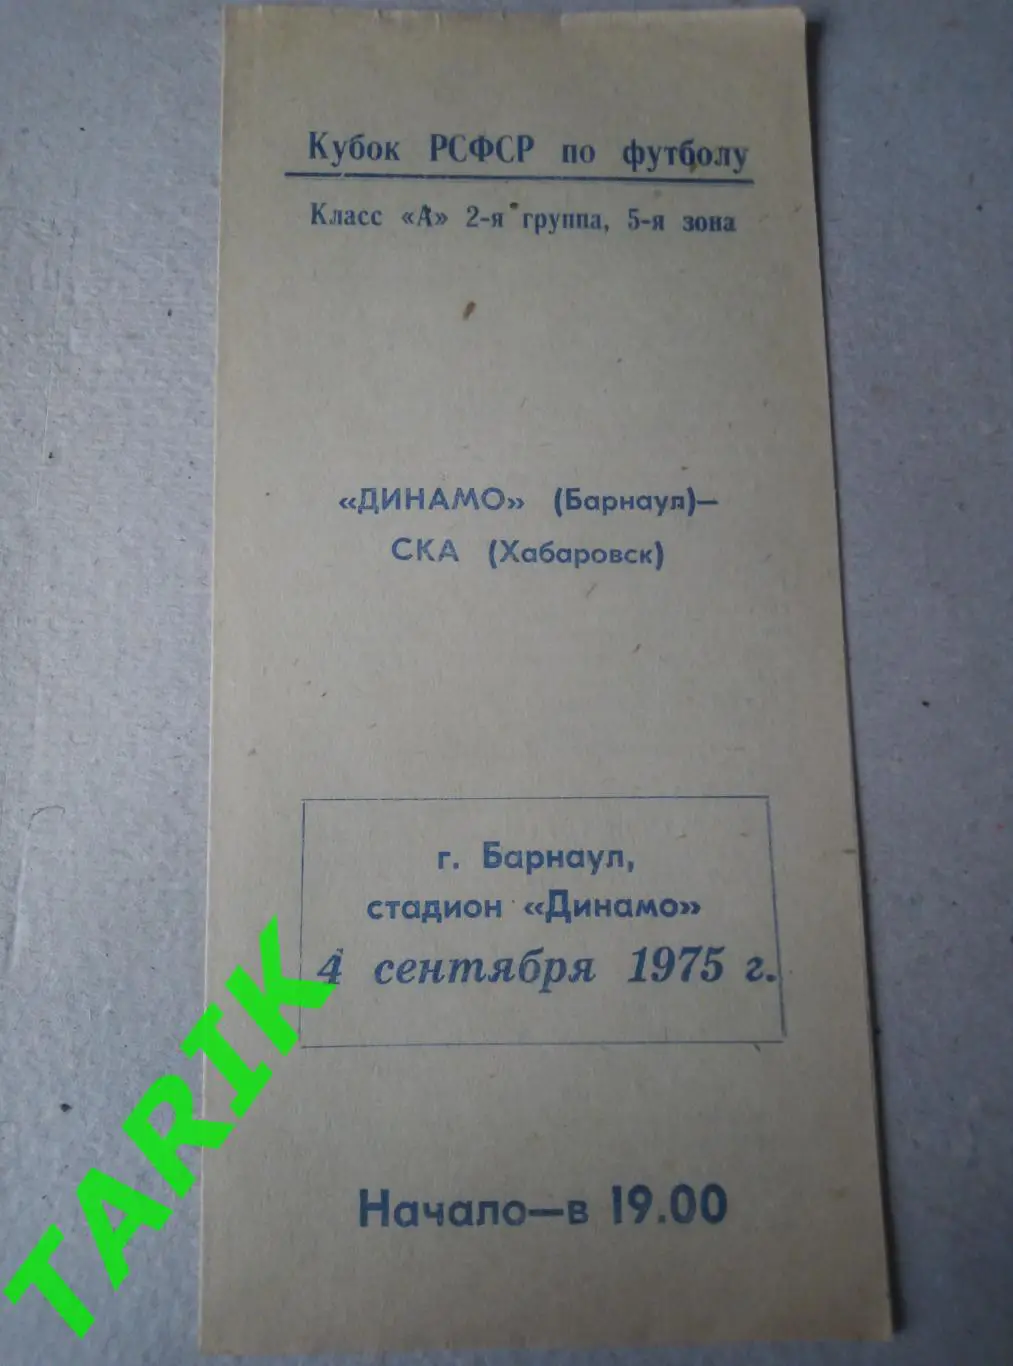 Кубок РСФСР по футболу
Класс «А» 2-я группа, 5-я зона
«ДИНАМО» (Барнаул)—
СКА (Хабаровск)
г. Барнаул,
стадион «Динамо»
4 сентября 1975 г.
Начало—в 19.00
TARIK